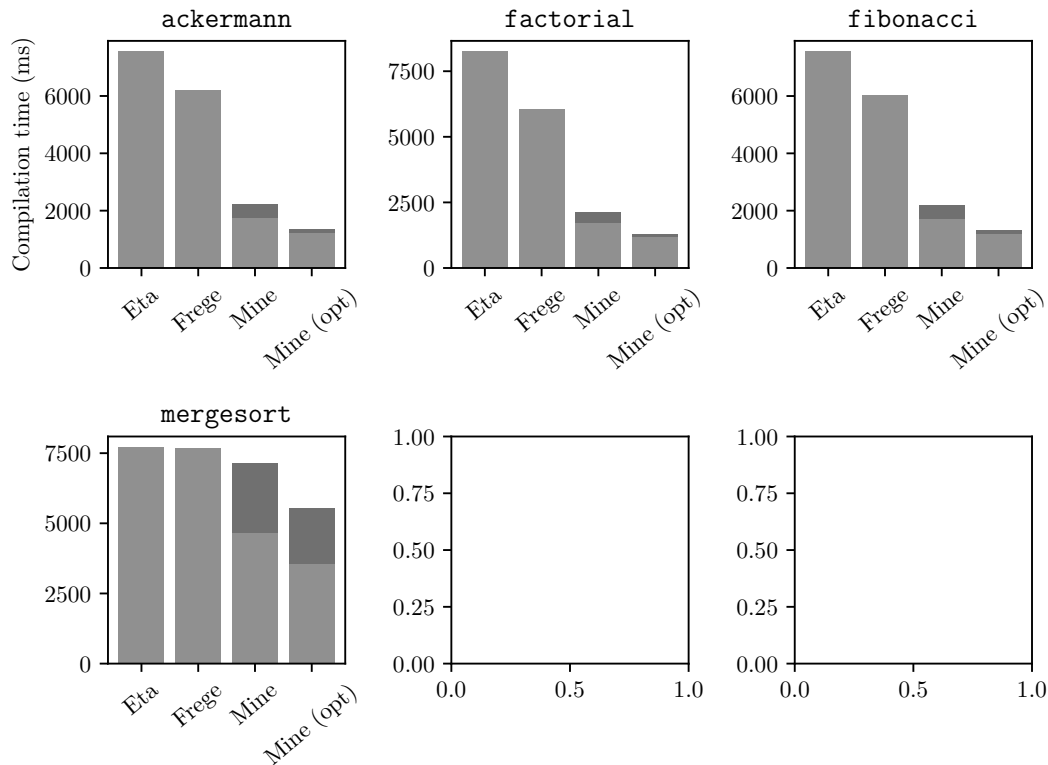 ackermann
Compilation time (ms)
6000
4000
2000
0
Eta
Frege
Mine
Mine (opt)
factorial
7500
5000
2500
0
Eta
Frege
Mine
Mine (opt)
fibonacci
6000
4000
2000
0
Eta
Frege
Mine
Mine (opt)
mergesort
7500
5000
2500
0
Eta
Frege
Mine
Mine (opt)
1.00
0.75
0.50
0.25
0.00
0.0 0.5 1.0
1.00
0.75
0.50
0.25
0.00
0.0 0.5 1.0